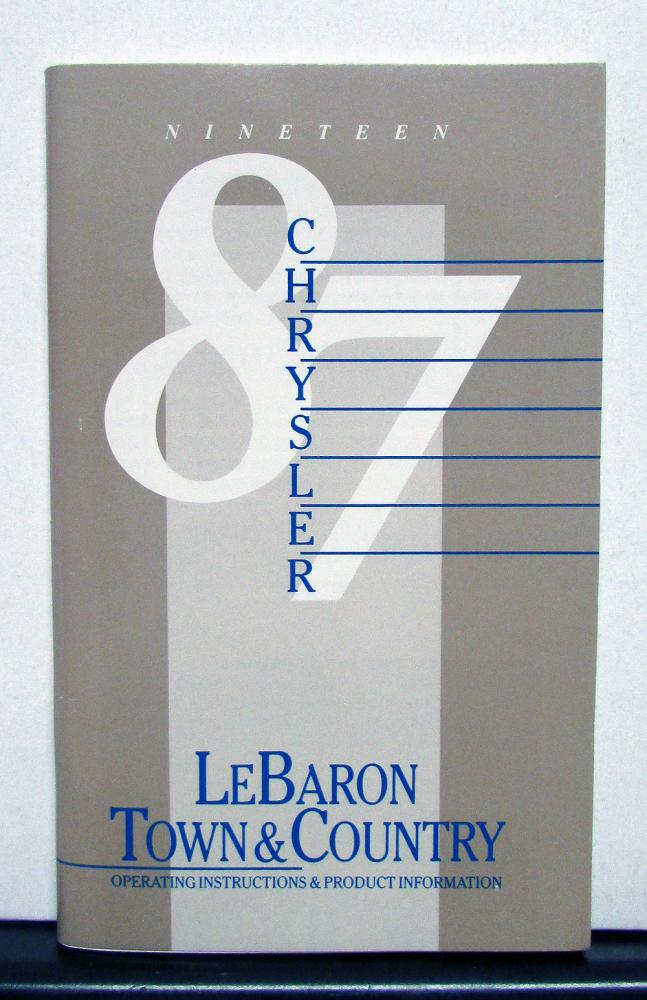 NINETEEN
87
CHRYSLER
LEBARON
TOWN & COUNTRY
OPERATING INSTRUCTIONS & PRODUCT INFORMATION